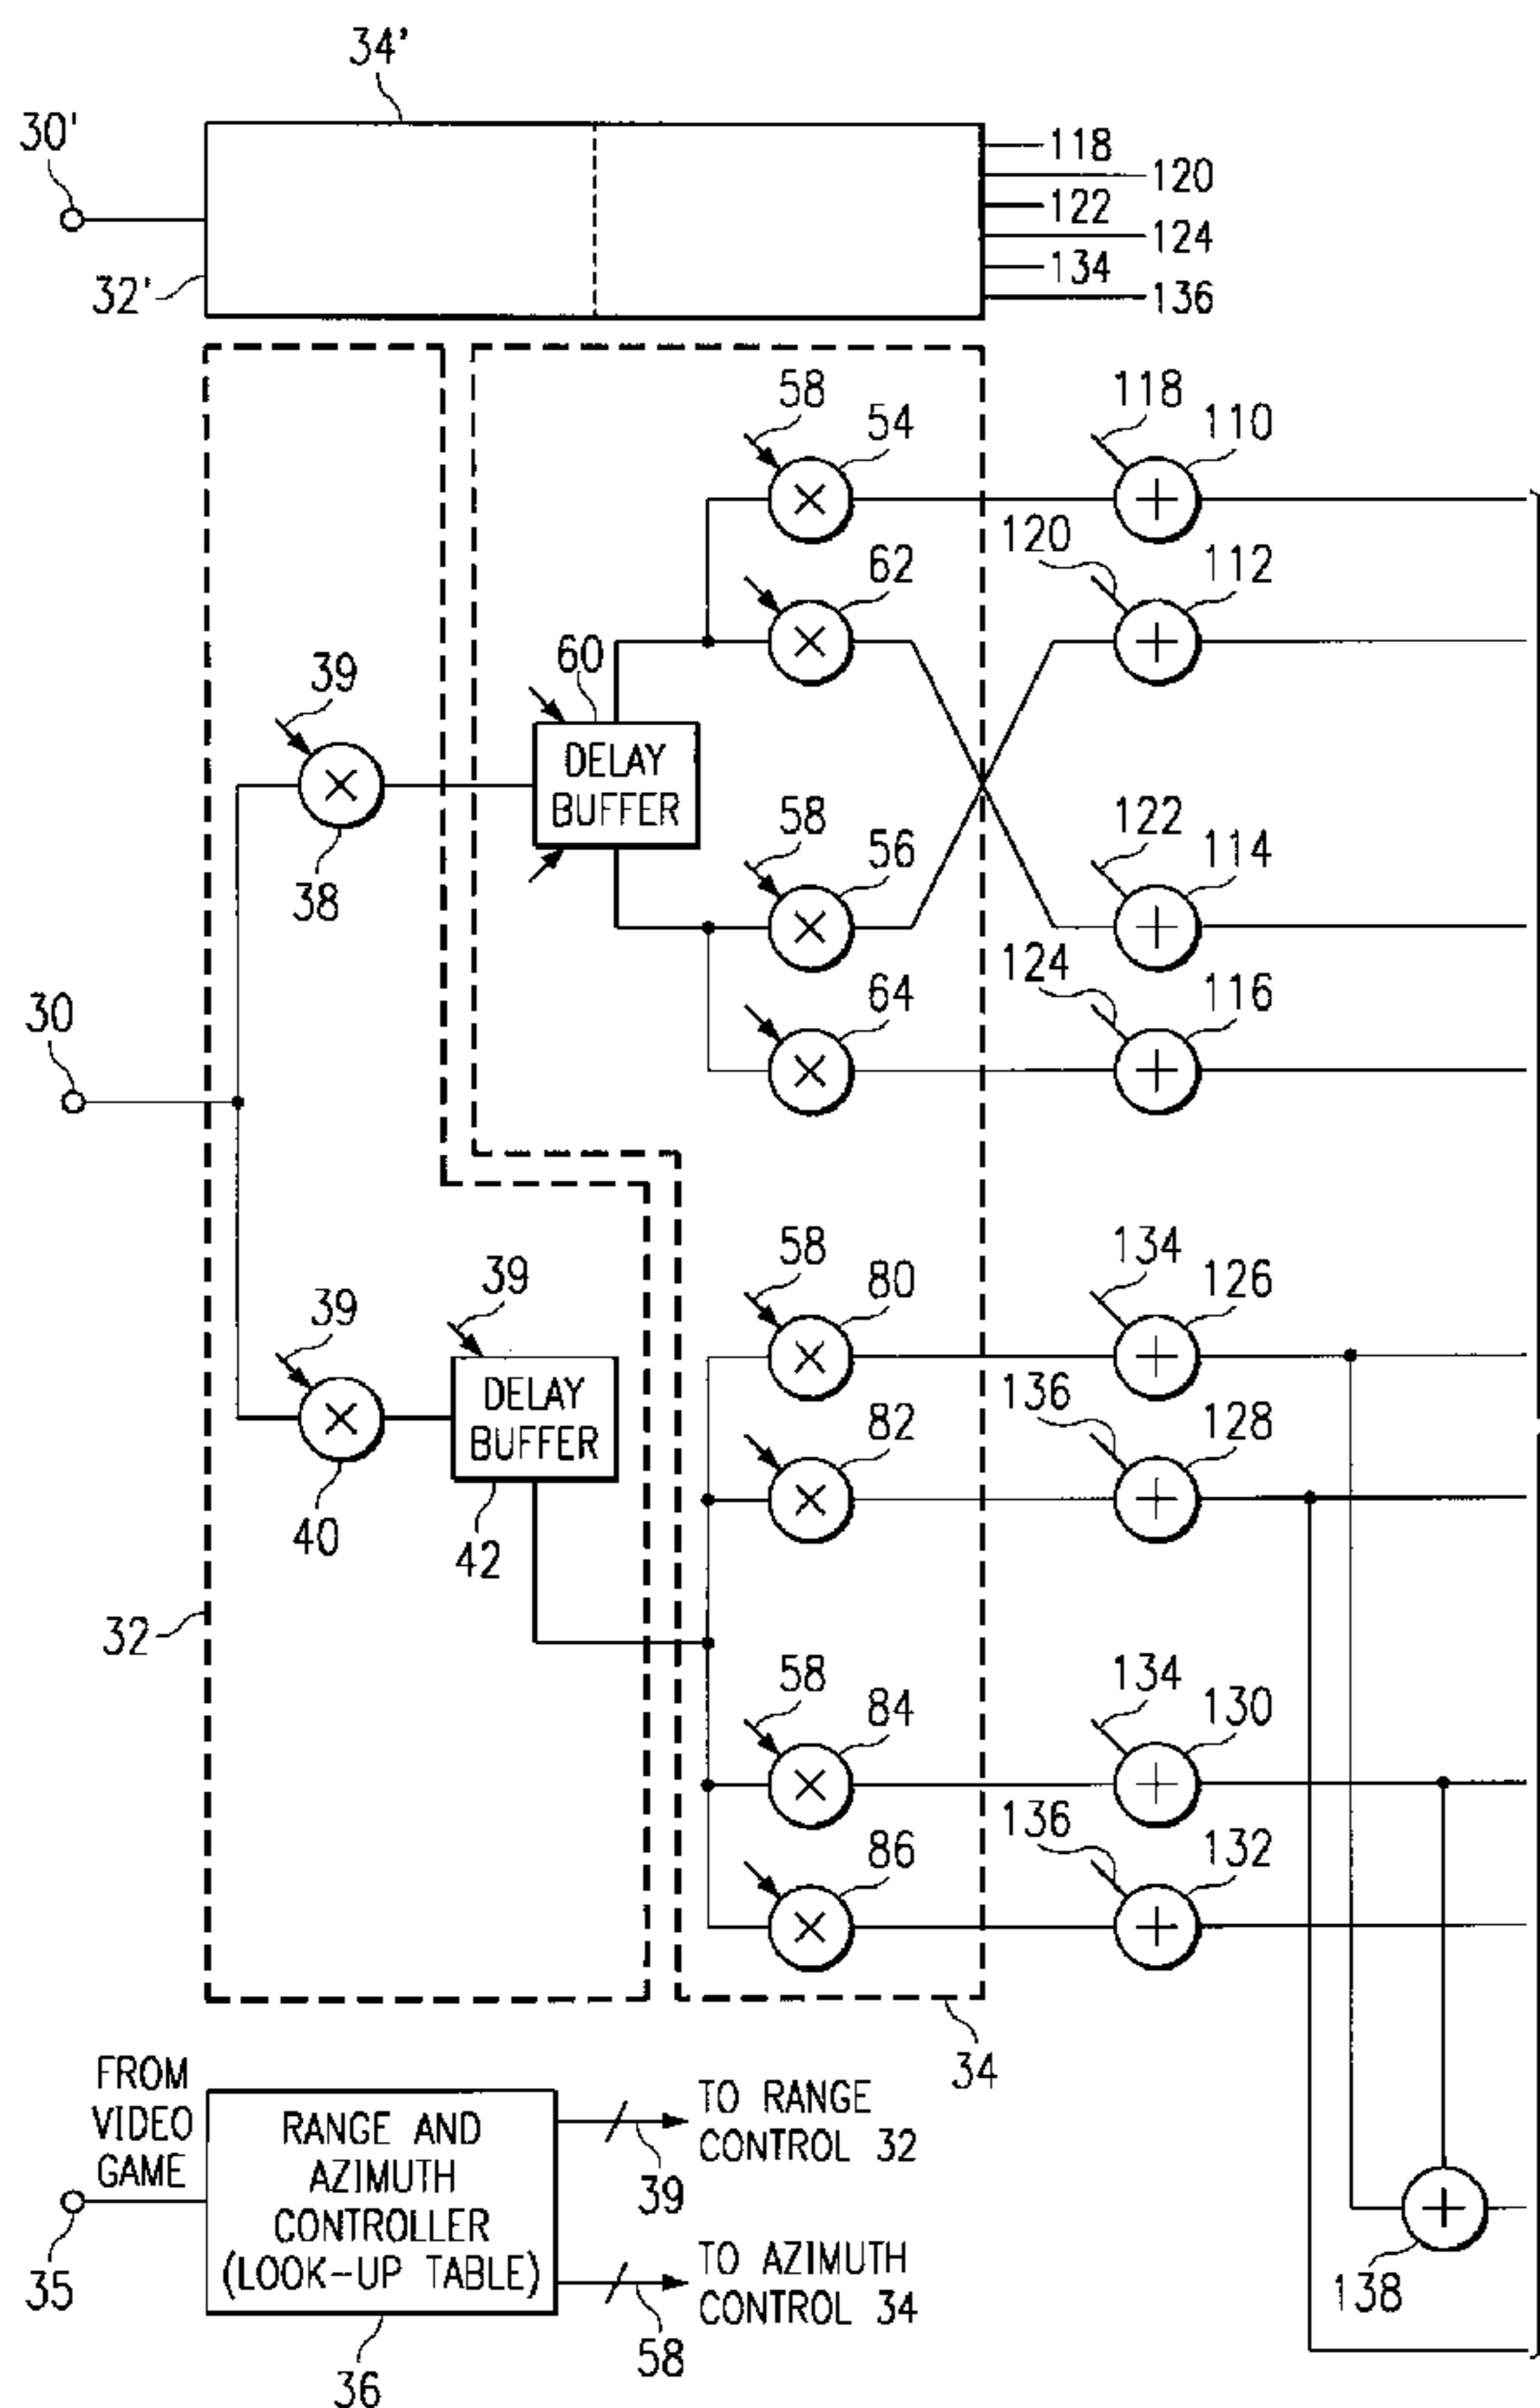 34'
30'
118
120
122
124
32'
134
136
58 54 118 110
62 120 112
39 60
DELAY
BUFFER
58 56 122 114
38
64 124 116
30
58 80 134 126
39 39
DELAY
BUFFER
82 136 128
40 42
32
58 84 134 130
86 136 132
34
FROM
VIDEO
GAME
35
RANGE AND
AZIMUTH
CONTROLLER
(LOOK-UP TABLE)
36
TO RANGE
CONTROL 32
39
TO AZIMUTH
CONTROL 34
58
138